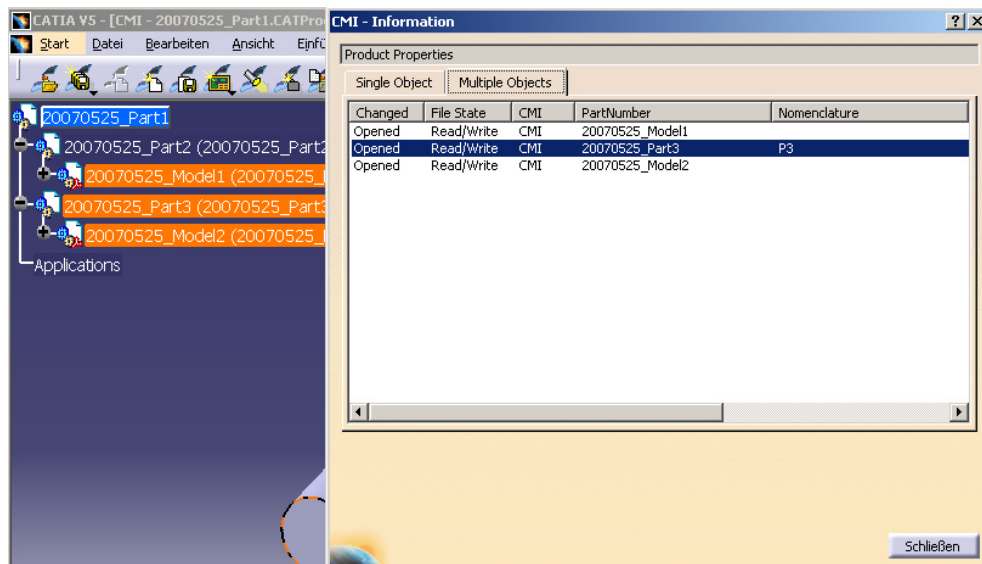 CATIA V5 - [CMI - 20070525_Part1.CATPro
Start Datei Bearbeiten Ansicht Einfü
20070525_Part1
20070525_Part2 (20070525_Part2
20070525_Model1 (20070525_
20070525_Part3 (20070525_Part3
20070525_Model2 (20070525_
Applications
CMI - Information
Product Properties
Single Object Multiple Objects
Changed File State CMI PartNumber Nomenclature
Opened Read/Write CMI 20070525_Model1
Opened Read/Write CMI 20070525_Part3 P3
Opened Read/Write CMI 20070525_Model2
Schließen